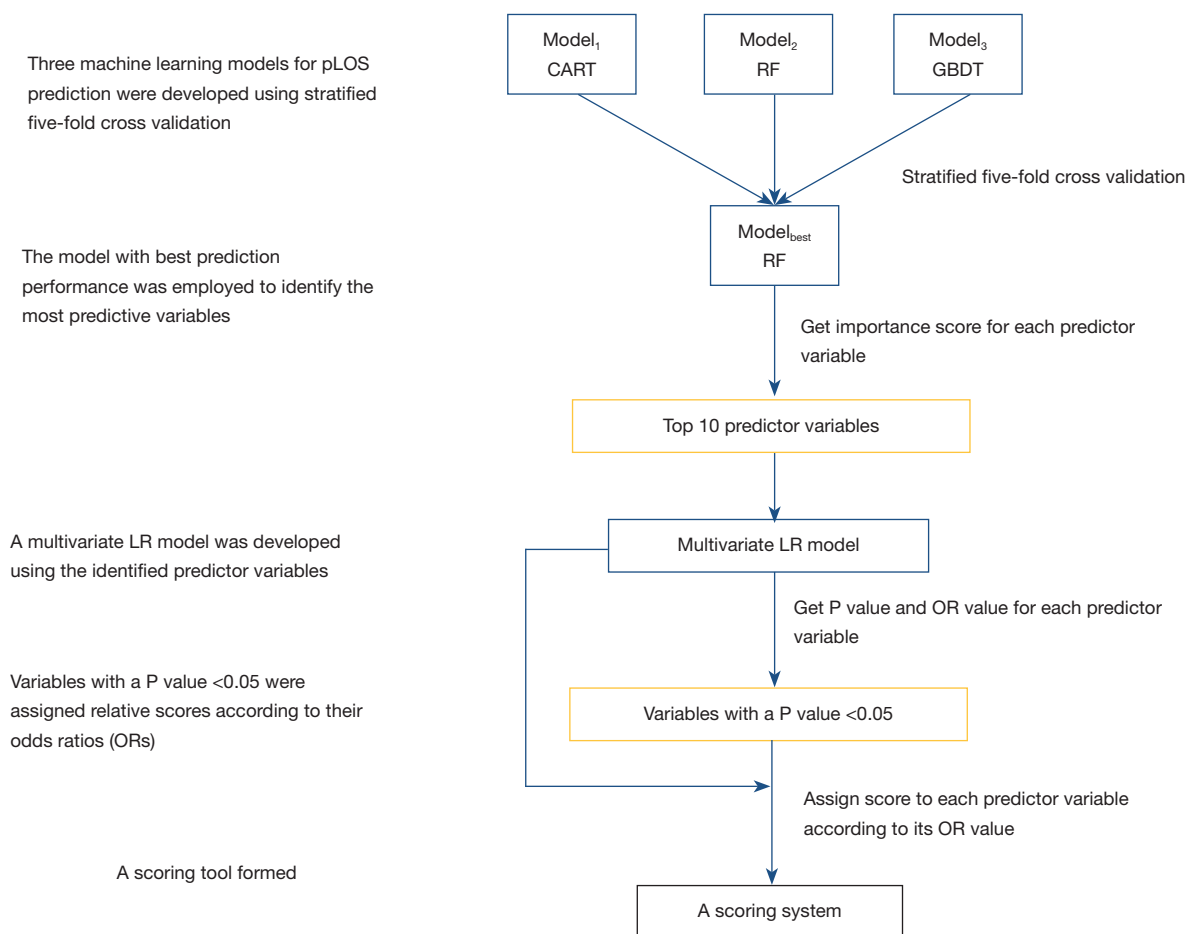 Three machine learning models for pLOS
prediction were developed using stratified
five-fold cross validation
Model₁
CART
Model₂
RF
Model₃
GBDT
Stratified five-fold cross validation
The model with best prediction
performance was employed to identify the
most predictive variables
Model_best
RF
Get importance score for each predictor
variable
Top 10 predictor variables
A multivariate LR model was developed
using the identified predictor variables
Multivariate LR model
Get P value and OR value for each predictor
variable
Variables with a P value <0.05 were
assigned relative scores according to their
odds ratios (ORs)
Variables with a P value <0.05
Assign score to each predictor variable
according to its OR value
A scoring tool formed
A scoring system